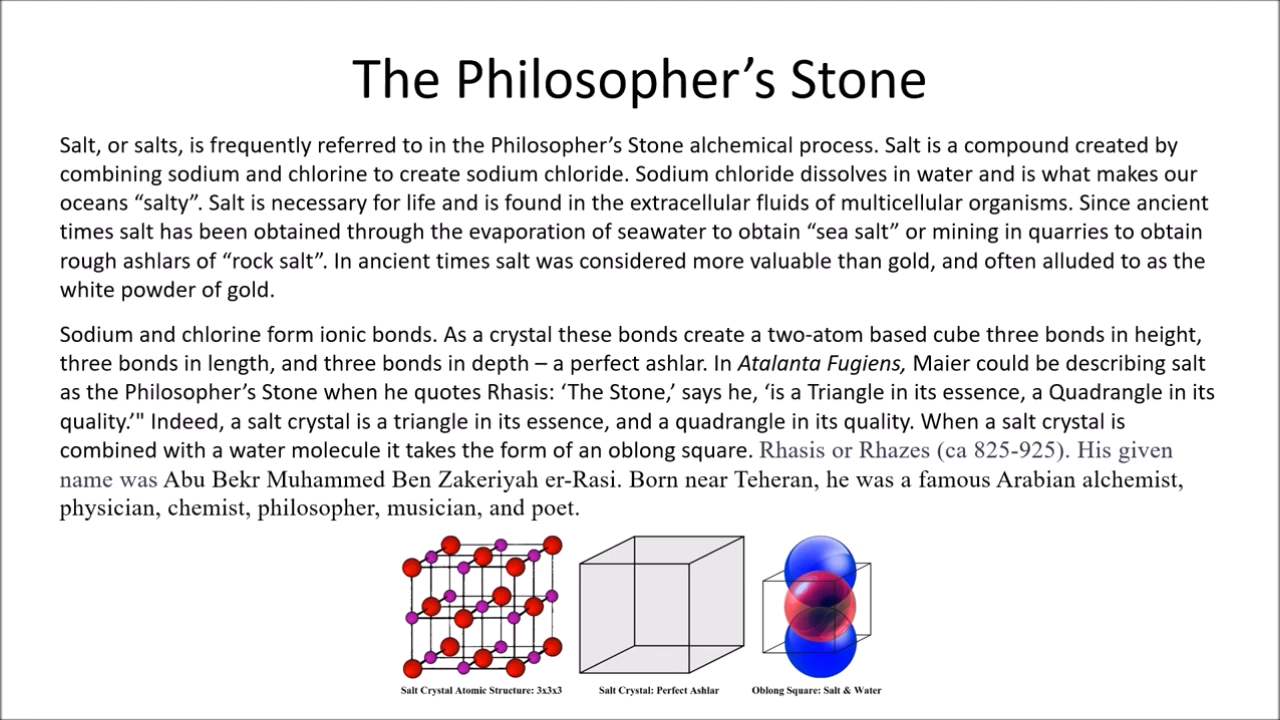 The Philosopher’s Stone
Salt, or salts, is frequently referred to in the Philosopher’s Stone alchemical process. Salt is a compound created by
combining sodium and chlorine to create sodium chloride. Sodium chloride dissolves in water and is what makes our
oceans “salty”. Salt is necessary for life and is found in the extracellular fluids of multicellular organisms. Since ancient
times salt has been obtained through the evaporation of seawater to obtain “sea salt” or mining in quarries to obtain
rough ashlars of “rock salt”. In ancient times salt was considered more valuable than gold, and often alluded to as the
white powder of gold.
Sodium and chlorine form ionic bonds. As a crystal these bonds create a two-atom based cube three bonds in height,
three bonds in length, and three bonds in depth – a perfect ashlar. In Atalanta Fugiens, Maier could be describing salt
as the Philosopher’s Stone when he quotes Rhasis: ‘The Stone,’ says he, ‘is a Triangle in its essence, a Quadrangle in its
quality.’" Indeed, a salt crystal is a triangle in its essence, and a quadrangle in its quality. When a salt crystal is
combined with a water molecule it takes the form of an oblong square. Rhasis or Rhazes (ca 825-925). His given
name was Abu Bekr Muhammed Ben Zakeriyah er-Rasi. Born near Teheran, he was a famous Arabian alchemist,
physician, chemist, philosopher, musician, and poet.
Salt Crystal Atomic Structure: 3x3x3
Salt Crystal: Perfect Ashlar
Oblong Square: Salt & Water